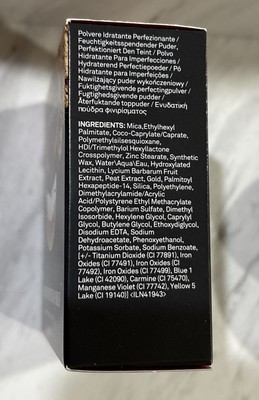 Polvere Idratante Perfezionante /
Feuchtigkeitsspendender Puder,
Perfektioniert Den Teint / Polvo
Hidratante Para Imperfecciones /
Hydraterend Perfectiepoeder / Pó
Hidratante para Imperfeições /
Nawilżający puder wykończeniowy /
Fuktighetsgivende perfectingpulver /
Fugtighedsgivende pudder /
Återfuktande toppuder / Ενυδατική
πούδρα φινιρίσματος
INGREDIENTS: Mica,Ethylhexyl
Palmitate, Coco-Caprylate/Caprate,
Polymethylsilsesquioxane,
HDI/Trimethylol Hexyllactone
Crosspolymer, Zinc Stearate, Synthetic
Wax, Water\Aqua\Eau, Hydroxylated
Lecithin, Lycium Barbarum Fruit
Extract, Peat Extract, Gold, Palmitoyl
Hexapeptide-14, Silica, Polyethylene,
Dimethylacrylamide/Acrylic
Acid/Polystyrene Ethyl Methacrylate
Copolymer, Barium Sulfate, Dimethyl
Isosorbide, Hexylene Glycol, Caprylyl
Glycol, Butylene Glycol, Ethoxydiglycol,
Disodium EDTA, Sodium
Dehydroacetate, Phenoxyethanol,
Potassium Sorbate, Sodium Benzoate,
[+/- Titanium Dioxide (CI 77891), Iron
Oxides (CI 77491), Iron Oxides (CI
77492), Iron Oxides (CI 77499), Blue 1
Lake (CI 42090), Carmine (CI 75470),
Manganese Violet (CI 77742), Yellow 5
Lake (CI 19140)] <ILN41943>